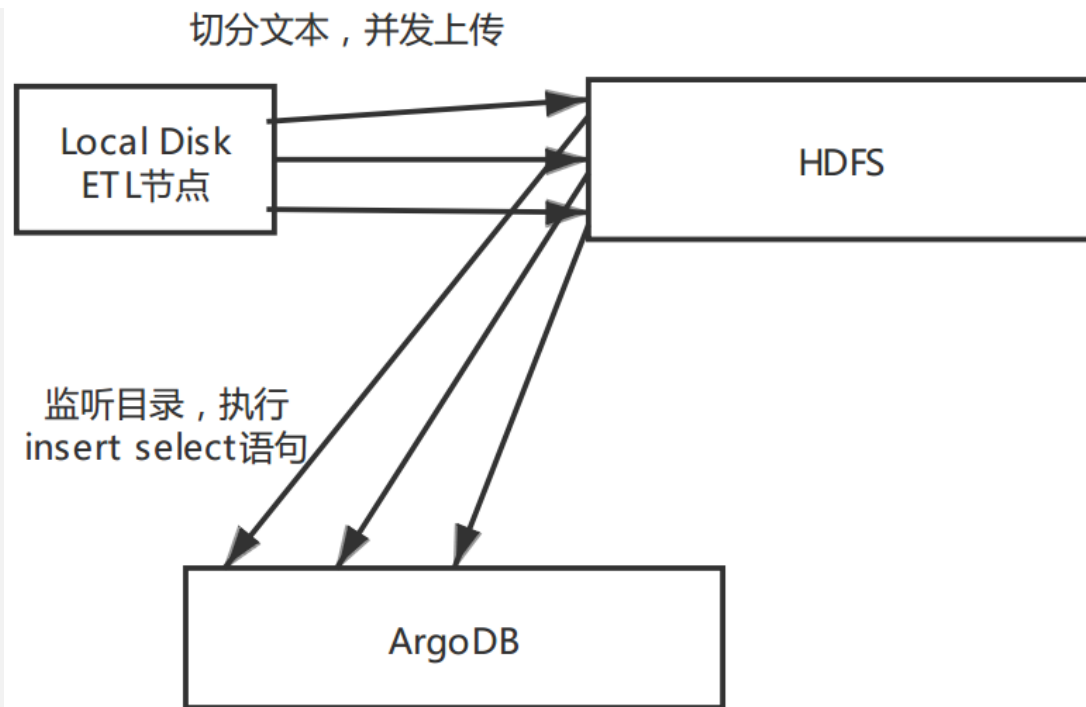 切分文本，并发上传
Local Disk
ETL节点
HDFS
监听目录，执行
insert select语句
ArgoDB